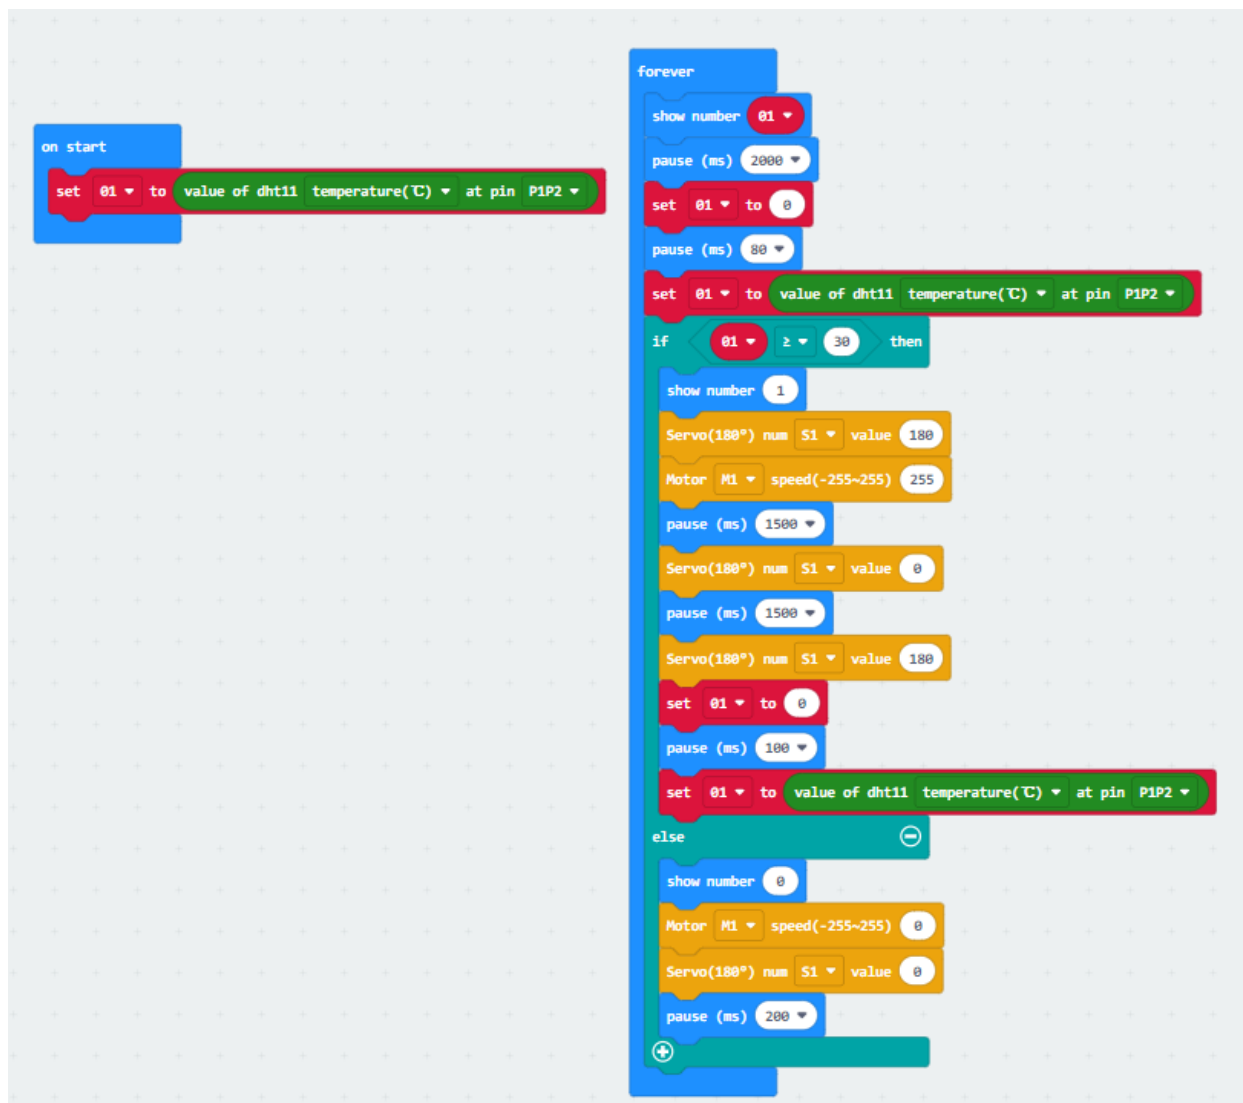 on start
set 01 to value of dht11 temperature(℃) at pin P1P2
forever
show number 01
pause (ms) 2000
set 01 to 0
pause (ms) 80
set 01 to value of dht11 temperature(℃) at pin P1P2
if 01 ≥ 30 then
show number 1
Servo(180°) num S1 value 180
Motor M1 speed(-255~255) 255
pause (ms) 1500
Servo(180°) num S1 value 0
pause (ms) 1500
Servo(180°) num S1 value 180
set 01 to 0
pause (ms) 100
set 01 to value of dht11 temperature(℃) at pin P1P2
else
show number 0
Motor M1 speed(-255~255) 0
Servo(180°) num S1 value 0
pause (ms) 200